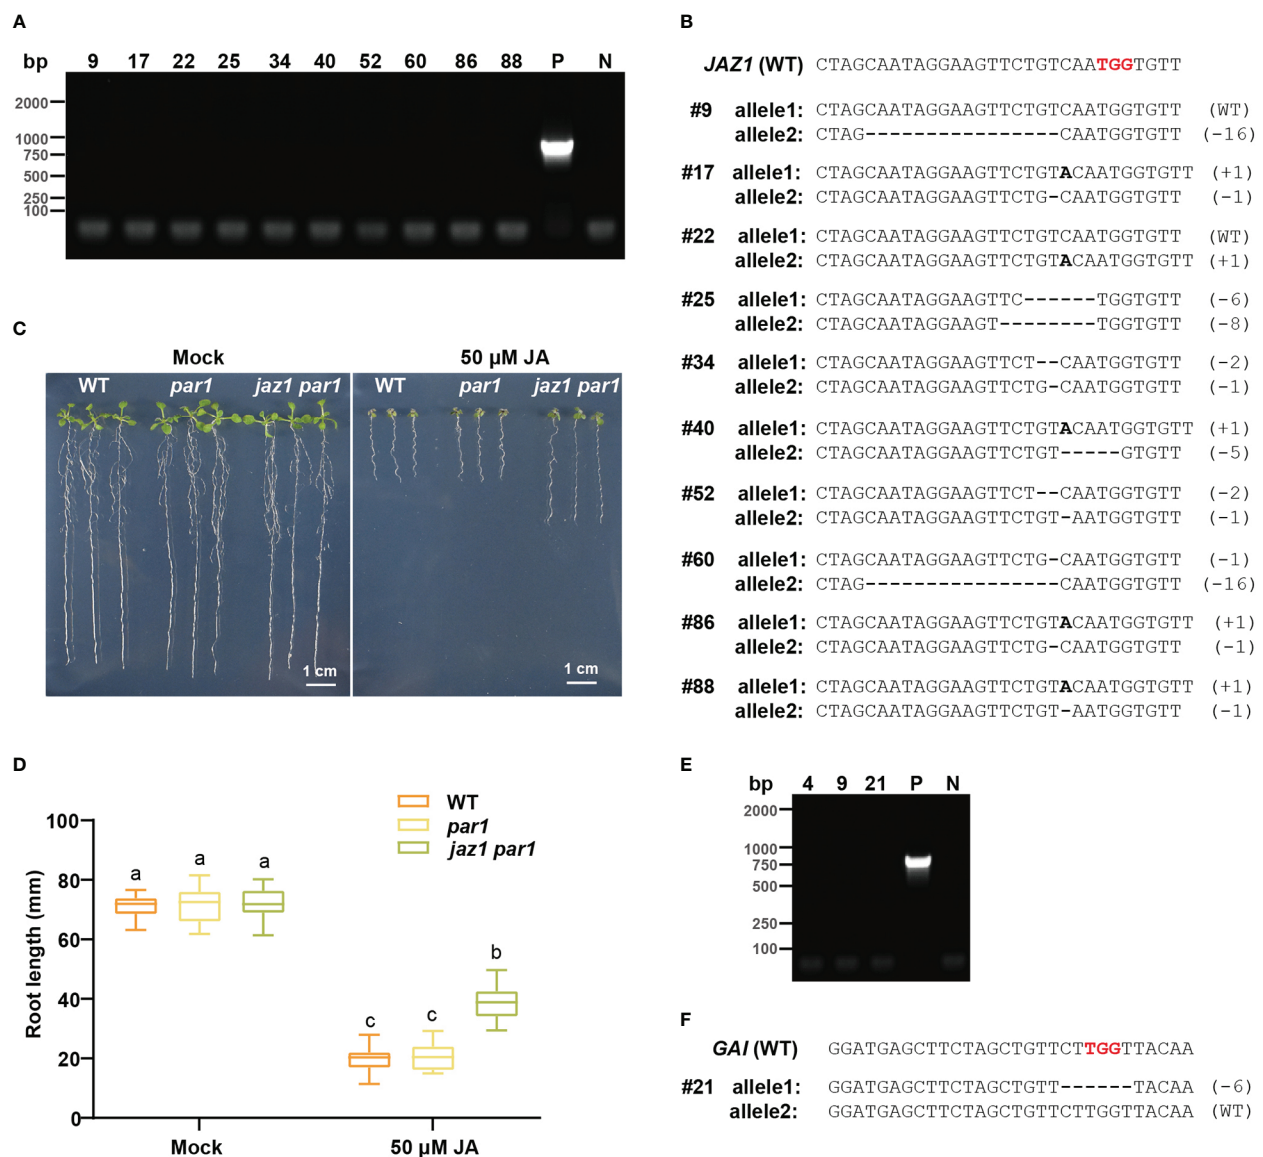 A
bp 9 17 22 25 34 40 52 60 86 88 P N
2000
1000
750
500
250
100
B
JAZ1 (WT) CTAGCAATAGGAAGTTCTGTCAATGGTGTT
#9 allele1: CTAGCAATAGGAAGTTCTGTCAATGGTGTT (WT)
allele2: CTAG----------------CAATGGTGTT (-16)
#17 allele1: CTAGCAATAGGAAGTTCTGTACAATGGTGTT (+1)
allele2: CTAGCAATAGGAAGTTCTG-CAATGGTGTT (-1)
#22 allele1: CTAGCAATAGGAAGTTCTGTCAATGGTGTT (WT)
allele2: CTAGCAATAGGAAGTTCTGTACAATGGTGTT (+1)
#25 allele1: CTAGCAATAGGAAGTTC------TGGTGTT (-6)
allele2: CTAGCAATAGGAAGT--------TGGTGTT (-8)
#34 allele1: CTAGCAATAGGAAGTTCT--CAATGGTGTT (-2)
allele2: CTAGCAATAGGAAGTTCTG-CAATGGTGTT (-1)
#40 allele1: CTAGCAATAGGAAGTTCTGTACAATGGTGTT (+1)
allele2: CTAGCAATAGGAAGTTCTGT-----GTGTT (-5)
#52 allele1: CTAGCAATAGGAAGTTCT--CAATGGTGTT (-2)
allele2: CTAGCAATAGGAAGTTCTGT-AATGGTGTT (-1)
#60 allele1: CTAGCAATAGGAAGTTCTG-CAATGGTGTT (-1)
allele2: CTAG----------------CAATGGTGTT (-16)
#86 allele1: CTAGCAATAGGAAGTTCTGTACAATGGTGTT (+1)
allele2: CTAGCAATAGGAAGTTCTG-CAATGGTGTT (-1)
#88 allele1: CTAGCAATAGGAAGTTCTGTACAATGGTGTT (+1)
allele2: CTAGCAATAGGAAGTTCTGT-AATGGTGTT (-1)
C
Mock 50 µM JA
WT par1 jaz1 par1 WT par1 jaz1 par1
1 cm 1 cm
D
WT
par1
jaz1 par1
Root length (mm)
100
80
60
40
20
0
a a a
c c b
Mock 50 µM JA
E
bp 4 9 21 P N
2000
1000
750
500
250
100
F
GAI (WT) GGATGAGCTTCTAGCTGTTCTTGGTTACAA
#21 allele1: GGATGAGCTTCTAGCTGTT------TACAA (-6)
allele2: GGATGAGCTTCTAGCTGTTCTTGGTTACAA (WT)